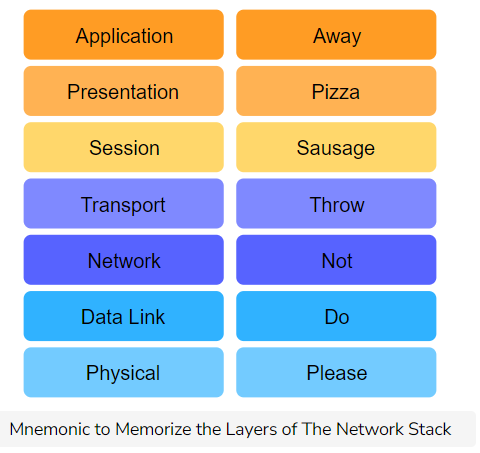 Application Away
Presentation Pizza
Session Sausage
Transport Throw
Network Not
Data Link Do
Physical Please
Mnemonic to Memorize the Layers of The Network Stack